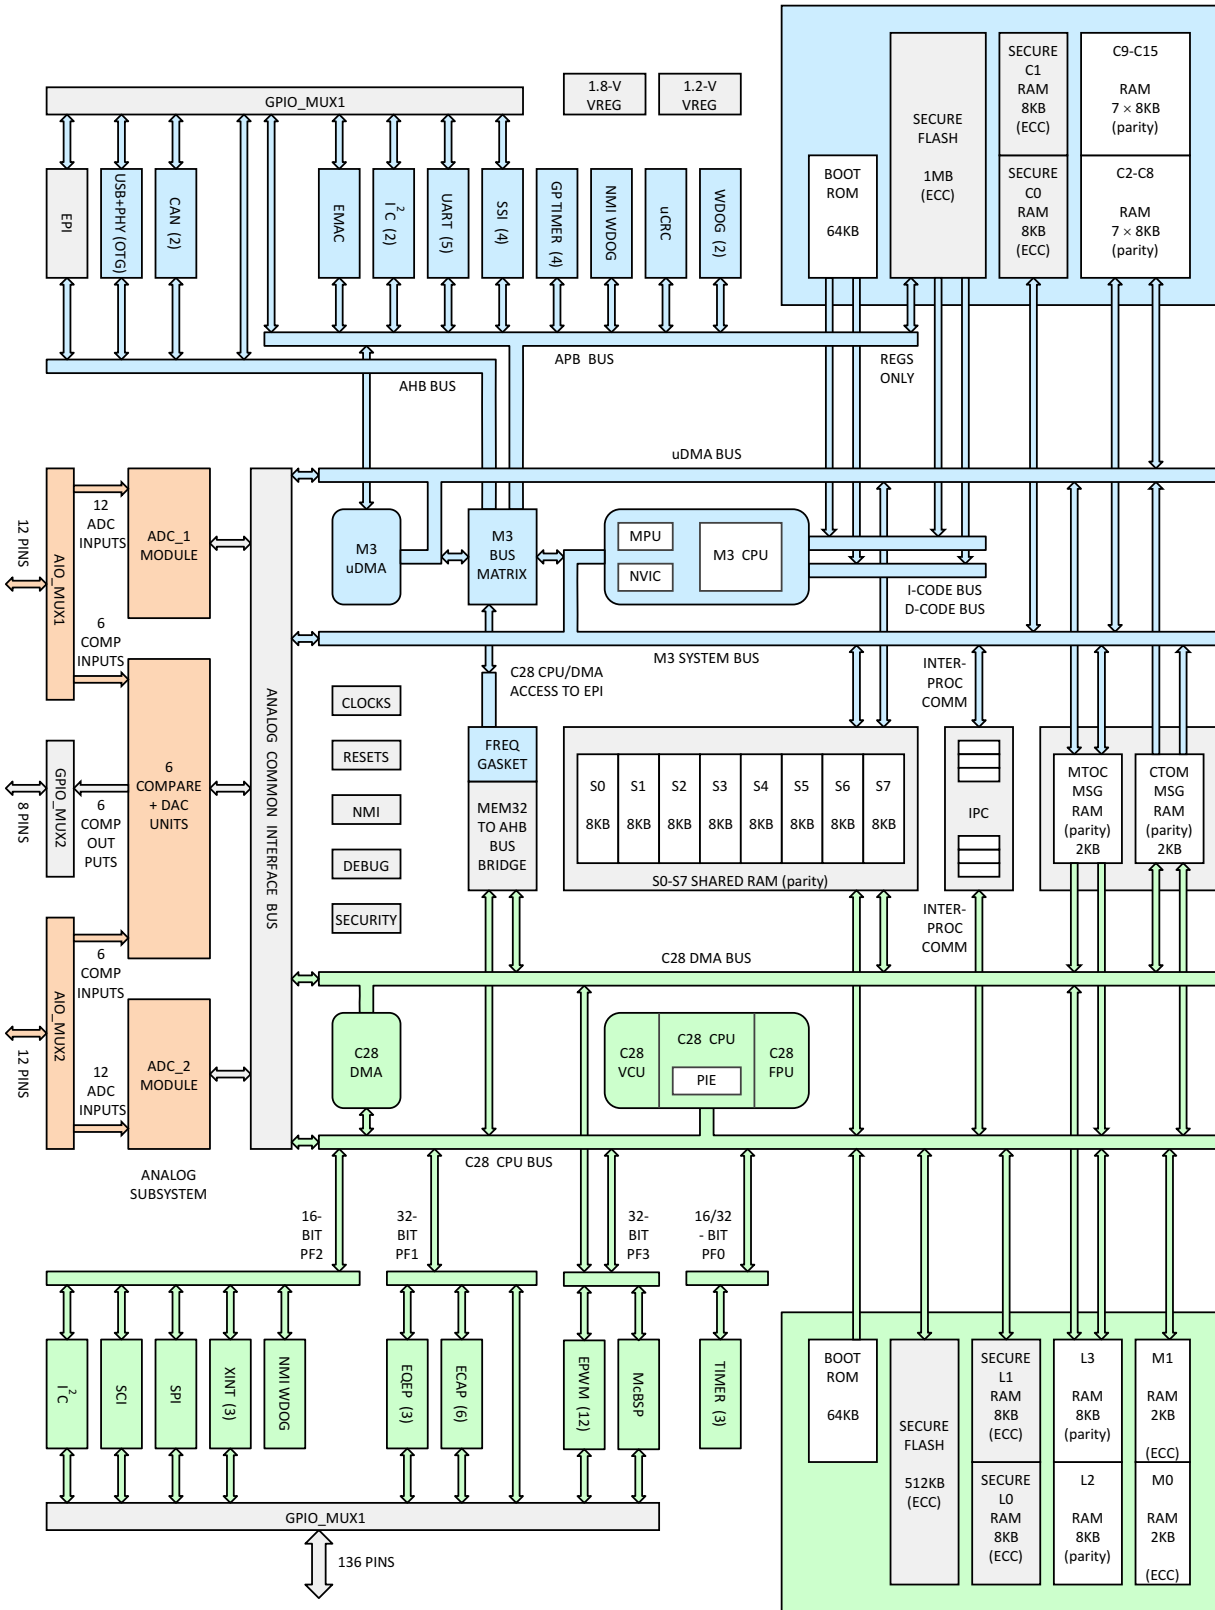 GPIO_MUX1
1.8-V
VREG
1.2-V
VREG
EPI
USB+PHY (OTG)
CAN (2)
EMAC
I2C (2)
UART (5)
SSI (4)
GP TIMER (4)
NMI WDOG
uCRC
WDOG (2)
BOOT
ROM
64KB
SECURE
FLASH
1MB
(ECC)
SECURE
C1
RAM
8KB
(ECC)
SECURE
C0
RAM
8KB
(ECC)
C9-C15
RAM
7 × 8KB
(parity)
C2-C8
RAM
7 × 8KB
(parity)
APB BUS
REGS
ONLY
AHB BUS
uDMA BUS
12 PINS
AIO_MUX1
12
ADC
INPUTS
ADC_1
MODULE
6
COMP
INPUTS
M3
uDMA
M3
BUS
MATRIX
MPU
NVIC
M3 CPU
I-CODE BUS
D-CODE BUS
M3 SYSTEM BUS
C28 CPU/DMA
ACCESS TO EPI
INTER-
PROC
COMM
ANALOG COMMON INTERFACE BUS
CLOCKS
RESETS
NMI
DEBUG
SECURITY
8 PINS
GPIO_MUX2
6
COMP
OUT
PUTS
6
COMPARE
+ DAC
UNITS
FREQ
GASKET
MEM32
TO AHB
BUS
BRIDGE
S0
8KB
S1
8KB
S2
8KB
S3
8KB
S4
8KB
S5
8KB
S6
8KB
S7
8KB
S0-S7 SHARED RAM (parity)
IPC
MTOC
MSG
RAM
(parity)
2KB
CTOM
MSG
RAM
(parity)
2KB
INTER-
PROC
COMM
6
COMP
INPUTS
AIO_MUX2
12 PINS
12
ADC
INPUTS
ADC_2
MODULE
ANALOG
SUBSYSTEM
C28 DMA BUS
C28
DMA
C28
VCU
C28 CPU
PIE
C28
FPU
C28 CPU BUS
16-
BIT
PF2
32-
BIT
PF1
32-
BIT
PF3
16/32
- BIT
PF0
I2C
SCI
SPI
XINT (3)
NMI WDOG
EQEP (3)
ECAP (6)
EPWM (12)
McBSP
TIMER (3)
BOOT
ROM
64KB
SECURE
FLASH
512KB
(ECC)
SECURE
L1
RAM
8KB
(ECC)
SECURE
L0
RAM
8KB
(ECC)
L3
RAM
8KB
(parity)
L2
RAM
8KB
(parity)
M1
RAM
2KB
(ECC)
M0
RAM
2KB
(ECC)
GPIO_MUX1
136 PINS